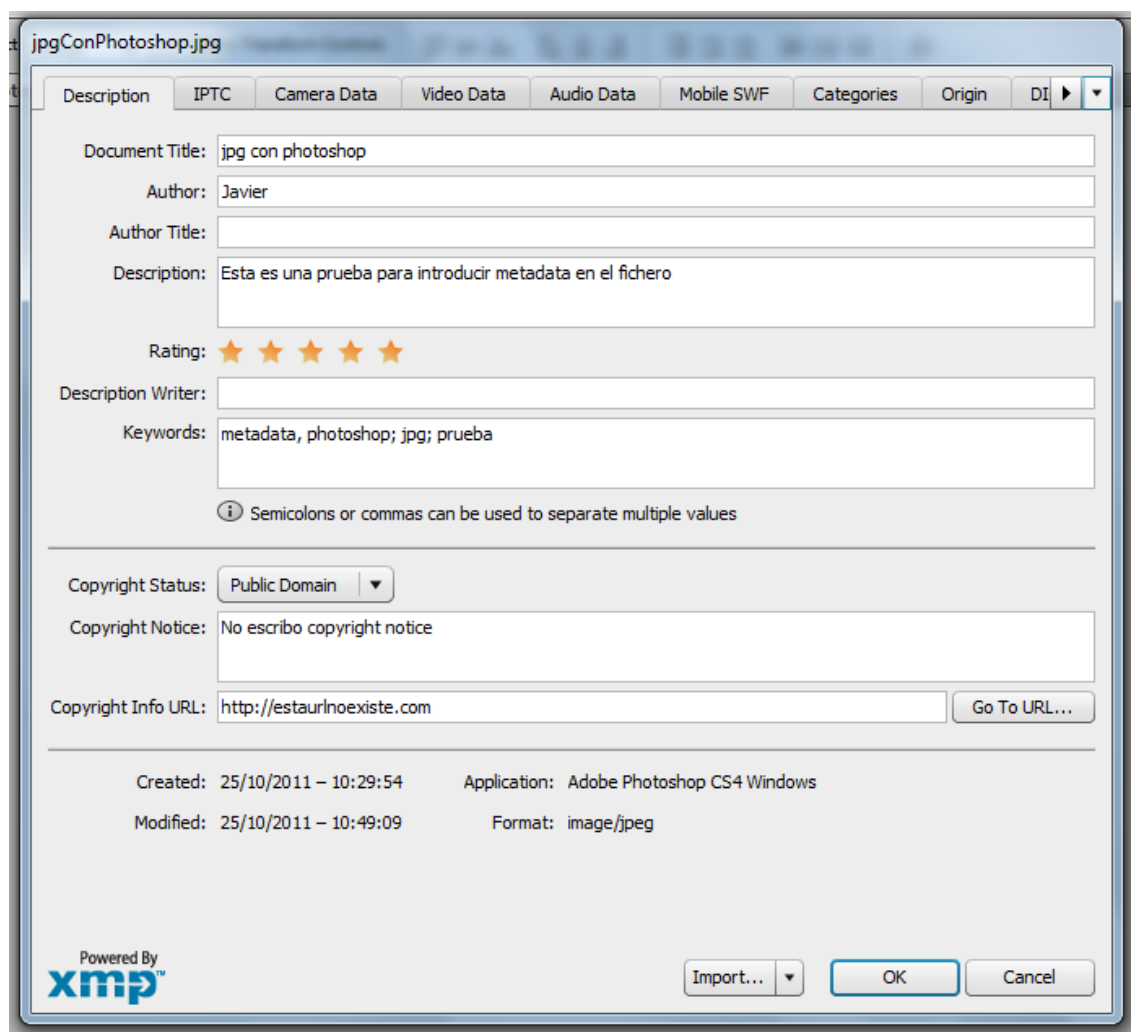 jpgConPhotoshop.jpg
Description IPTC Camera Data Video Data Audio Data Mobile SWF Categories Origin DI
Document Title: jpg con photoshop
Author: Javier
Author Title:
Description: Esta es una prueba para introducir metadata en el fichero
Rating:
Description Writer:
Keywords: metadata, photoshop; jpg; prueba
Semicolons or commas can be used to separate multiple values
Copyright Status: Public Domain
Copyright Notice: No escribo copyright notice
Copyright Info URL: http://estaurlnoexiste.com Go To URL...
Created: 25/10/2011 – 10:29:54 Application: Adobe Photoshop CS4 Windows
Modified: 25/10/2011 – 10:49:09 Format: image/jpeg
Powered By
xmp™ Import... OK Cancel